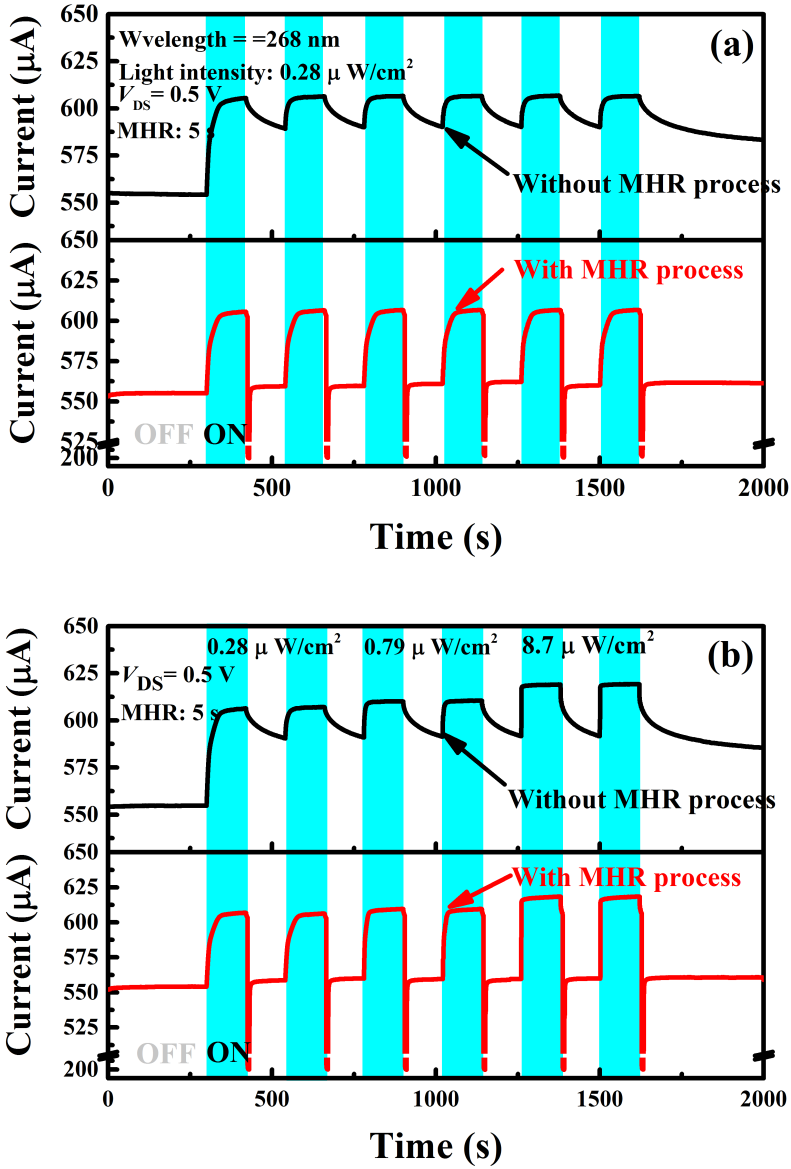 650
625
600
575
550
Current (μA)
Wvelength = =268 nm
(a)
Light intensity: 0.28 μ W/cm²
VDS= 0.5 V
MHR: 5 s
Without MHR process
650
625
600
575
550
525
200
Current (μA)
With MHR process
OFF ON
0 500 1000 1500 2000
Time (s)
650
625
600
575
550
Current (μA)
0.28 μ W/cm² 0.79 μ W/cm² 8.7 μ W/cm²
(b)
VDS= 0.5 V
MHR: 5 s
Without MHR process
650
625
600
575
550
525
200
Current (μA)
With MHR process
OFF ON
0 500 1000 1500 2000
Time (s)